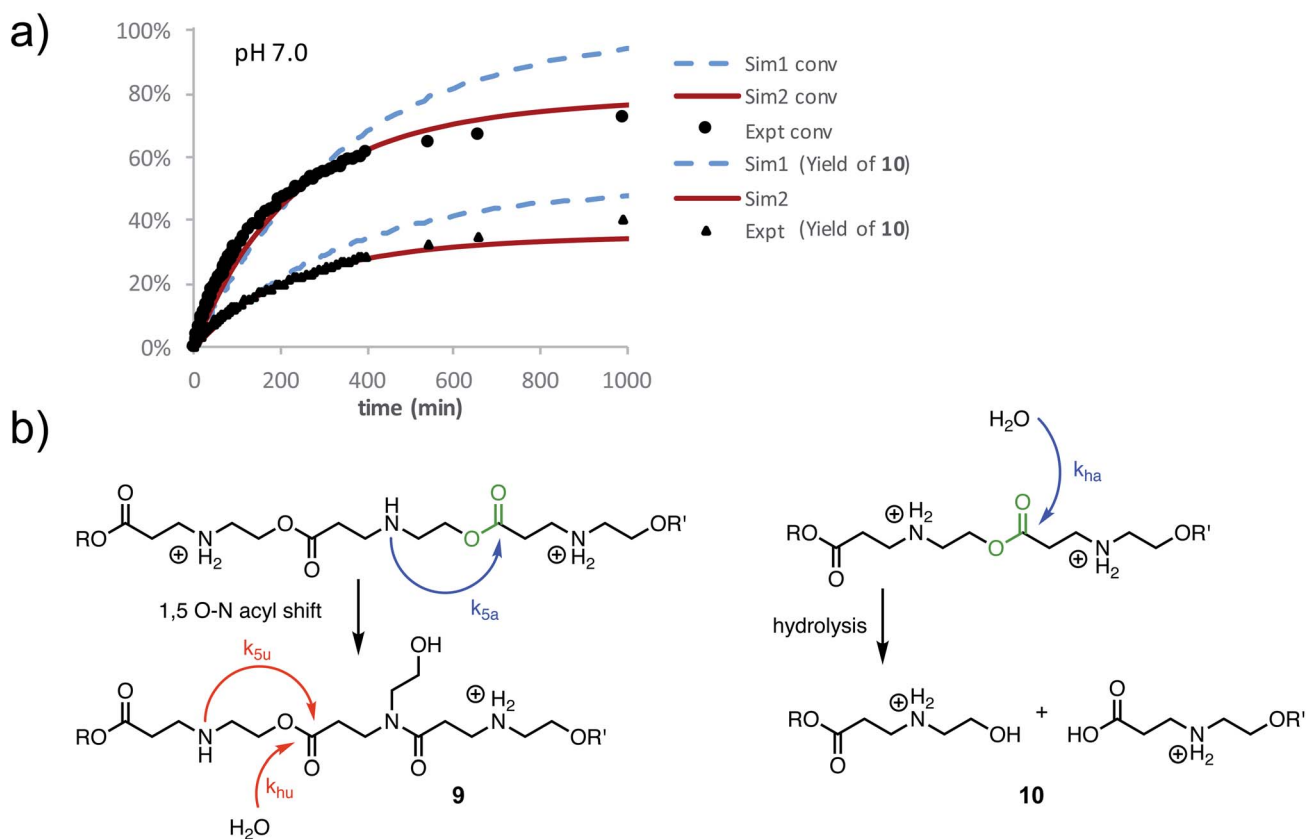 a)
100%
80%
60%
40%
20%
0%
pH 7.0
0 200 400 600 800 1000
time (min)
Sim1 conv
Sim2 conv
Expt conv
Sim1 (Yield of 10)
Sim2
Expt (Yield of 10)
b)
O
RO
N
H2
O
O
H
N
O
O
N
H2
OR'
k5a
1,5 O-N acyl shift
k5u
O
RO
N
H
O
O
OH
N
O
H2
N
OR'
khu
H2O
9
H2O
kha
RO
O
H2
N
O
O
N
H2
OR'
hydrolysis
RO
O
H2
N
OH
+
O
HO
N
H2
OR'
10